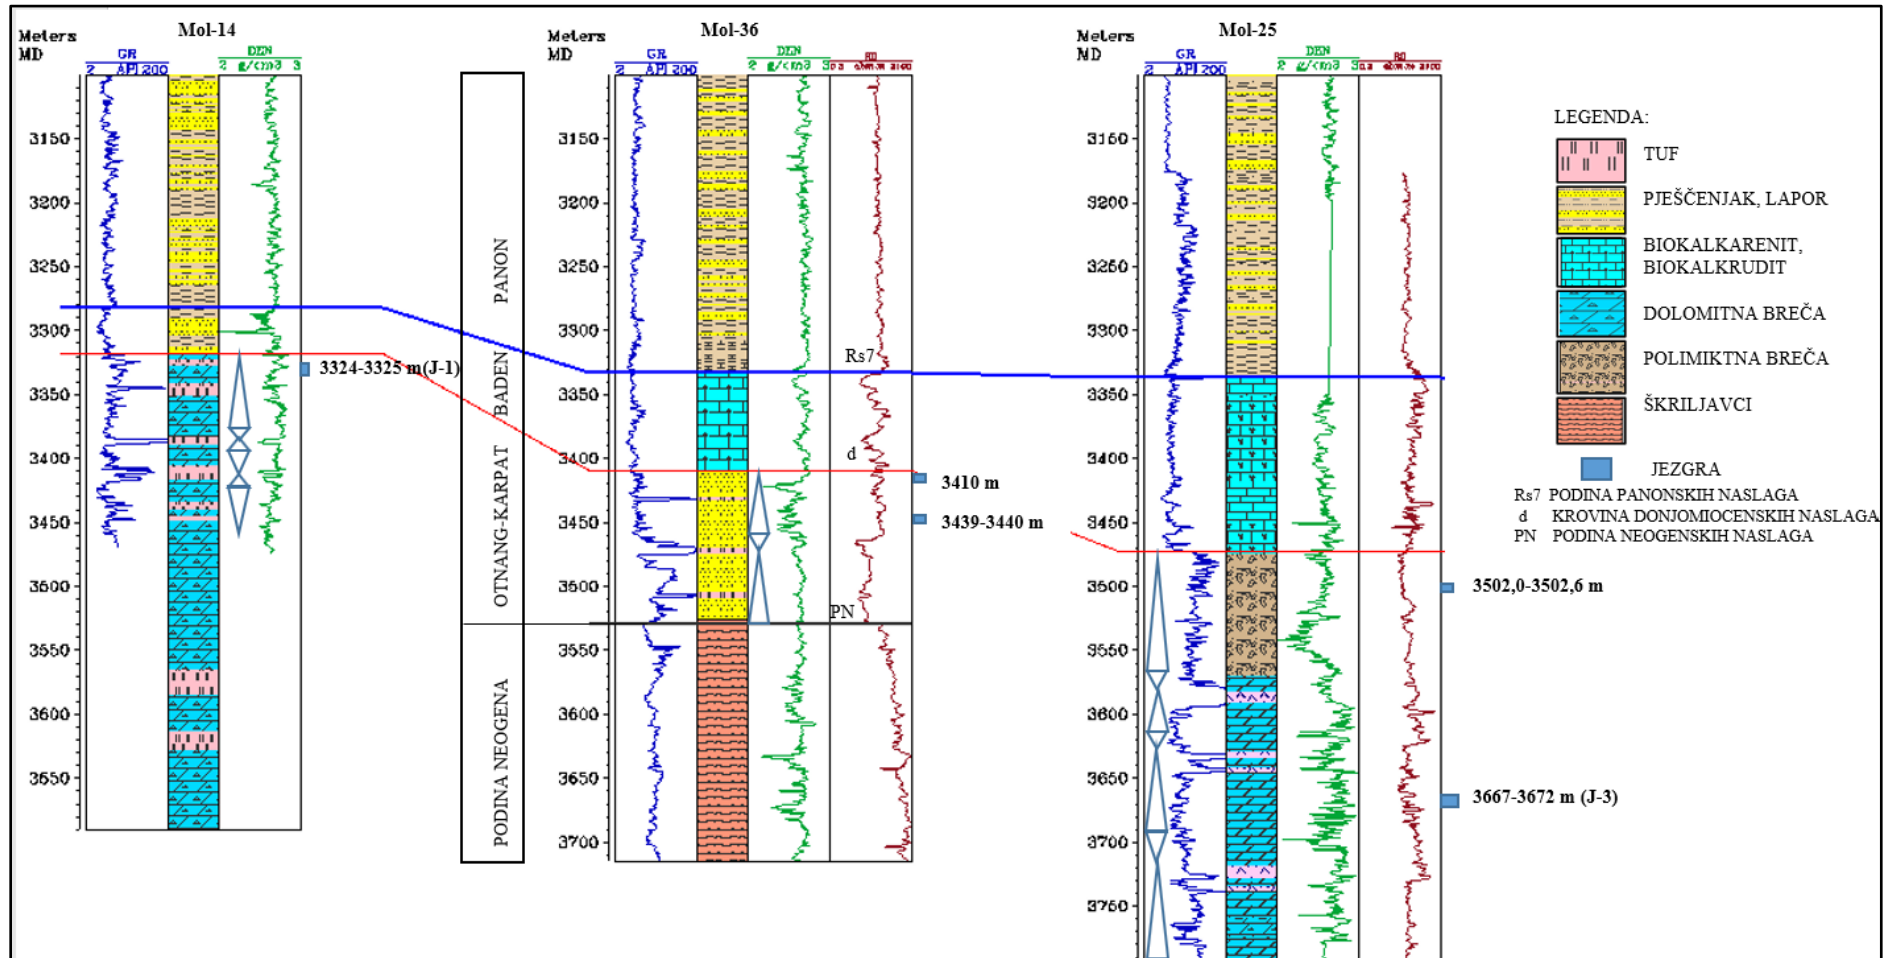 Mol-14
Meters
MD
GR
2 API 200
DEN
2 g/cm3 3
3150
3200
3250
3300
3350
3400
3450
3500
3550
3600
3650
3324-3325 m(J-1)
PANON
BADEN
OTNANG-KARPAT
PODINA NEOGENA
Mol-36
Meters
MD
GR
2 API 200
DEN
2 g/cm3 3
RD
3150
3200
3250
3300
3350
3400
3450
3500
3550
3600
3650
3700
Rs7
d
PN
3410 m
3439-3440 m
Mol-25
Meters
MD
GR
2 API 200
DEN
2 g/cm3 3
RD
3150
3200
3250
3300
3350
3400
3450
3500
3550
3600
3650
3700
3750
3502,0-3502,6 m
3667-3672 m (J-3)
LEGENDA:
TUF
PJEŠČENJAK, LAPOR
BIOKALKARENIT,
BIOKALKRUDIT
DOLOMITNA BREČA
POLIMIKTNA BREČA
ŠKRILJAVCI
JEZGRA
Rs7 PODINA PANONSKIH NASLAGA
d KROVINA DONJOMIOCENSKIH NASLAGA
PN PODINA NEOGENSKIH NASLAGA